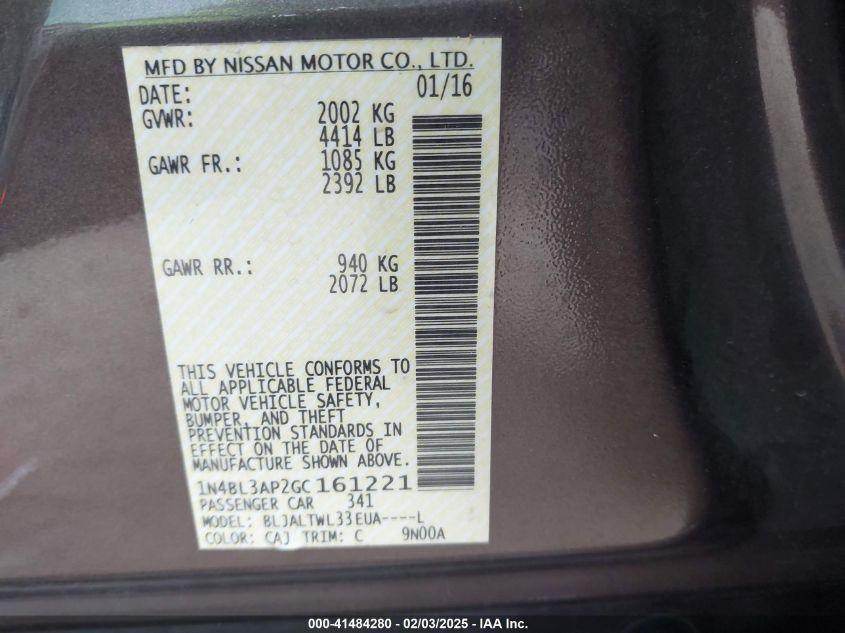 MFD BY NISSAN MOTOR CO., LTD.
DATE: 01/16
GVWR: 2002 KG
4414 LB
GAWR FR.: 1085 KG
2392 LB
GAWR RR.: 940 KG
2072 LB
THIS VEHICLE CONFORMS TO
ALL APPLICABLE FEDERAL
MOTOR VEHICLE SAFETY,
BUMPER, AND THEFT
PREVENTION STANDARDS IN
EFFECT ON THE DATE OF
MANUFACTURE SHOWN ABOVE.
1N4BL3AP2GC161221
PASSENGER CAR 341
MODEL: BLJALTWL33EUA----L
COLOR: CAJ TRIM: C 9N00A
000-41484280 - 02/03/2025 - IAA Inc.